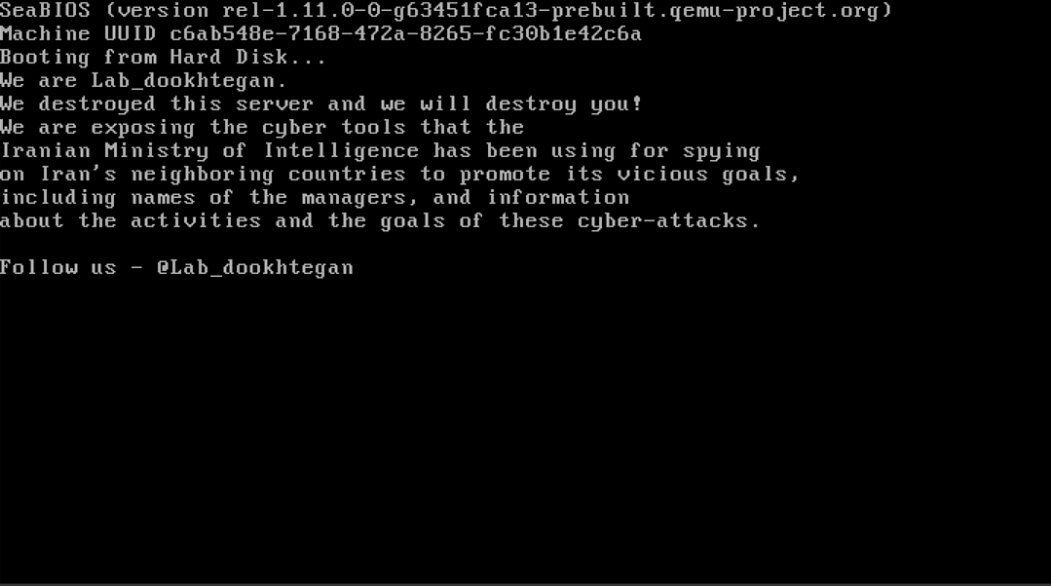 SeaBIOS (version rel-1.11.0-0-g63451fca13-prebuilt.qemu-project.org)
Machine UUID c6ab548e-7168-472a-8265-fc30b1e42c6a
Booting from Hard Disk...
We are Lab_dookhtegan.
We destroyed this server and we will destroy you!
We are exposing the cyber tools that the
Iranian Ministry of Intelligence has been using for spying
on Iran's neighboring countries to promote its vicious goals,
including names of the managers, and information
about the activities and the goals of these cyber-attacks.
Follow us - @Lab_dookhtegan